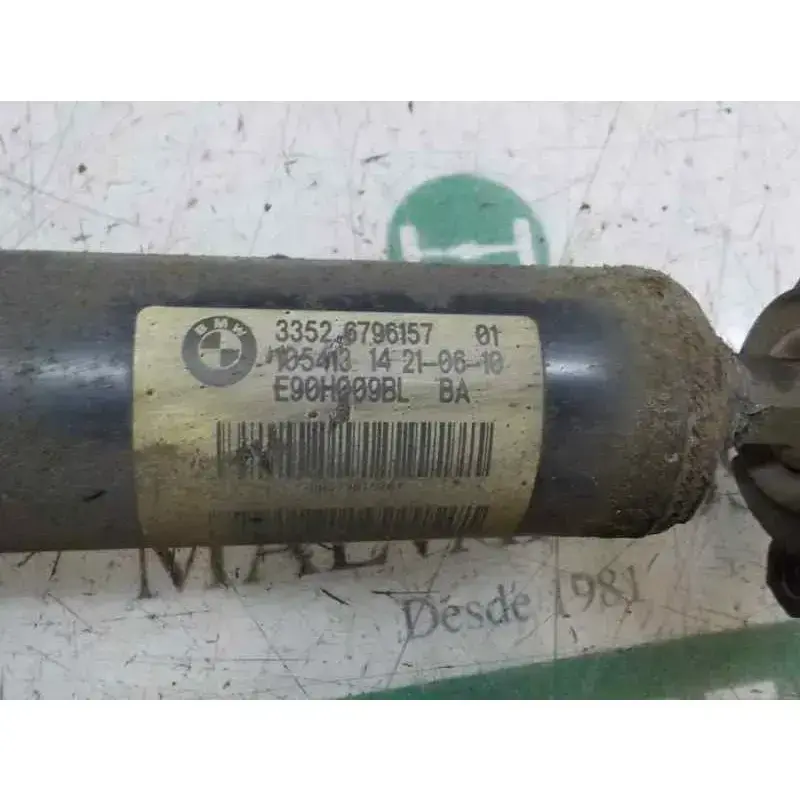 BMW
3352 6796157 01
105413 14 21-06-10
E90H009BL BA
Desde 1981